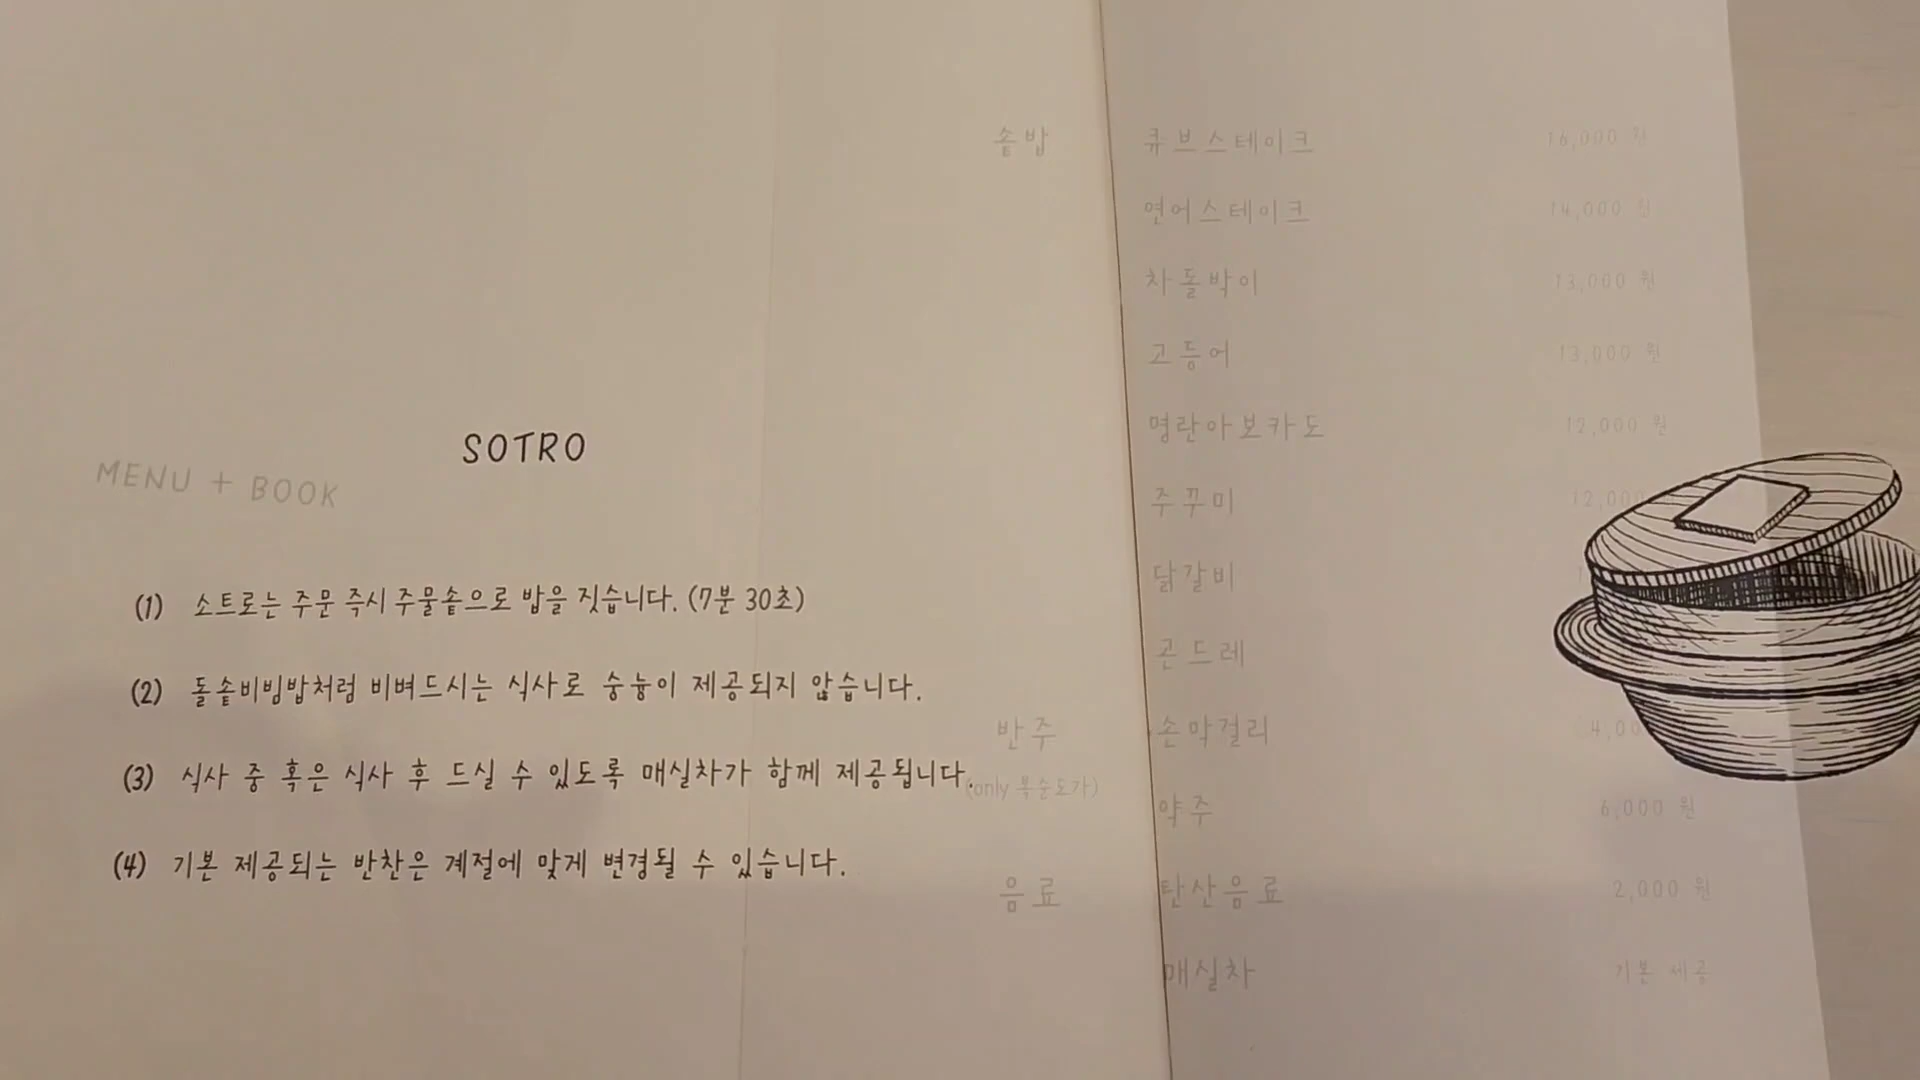 SOTRO
MENU + BOOK
(1) 소트로는 주문 즉시 주물솥으로 밥을 짓습니다. (7분 30초)
(2) 돌솥비빔밥처럼 비벼드시는 식사로 숭늉이 제공되지 않습니다.
(3) 식사 중 혹은 식사 후 드실 수 있도록 매실차가 함께 제공됩니다.
(4) 기본 제공되는 반찬은 계절에 맞게 변경될 수 있습니다.
솥밥 큐브스테이크 16,000 원
연어스테이크 14,000 원
차돌박이 13,000 원
고등어 13,000 원
명란아보카도 12,000 원
주꾸미 12,000
닭갈비
곤드레
반주 손막걸리
(only 복순도가)
약주 6,000 원
음료 탄산음료 2,000 원
매실차 기본 제공